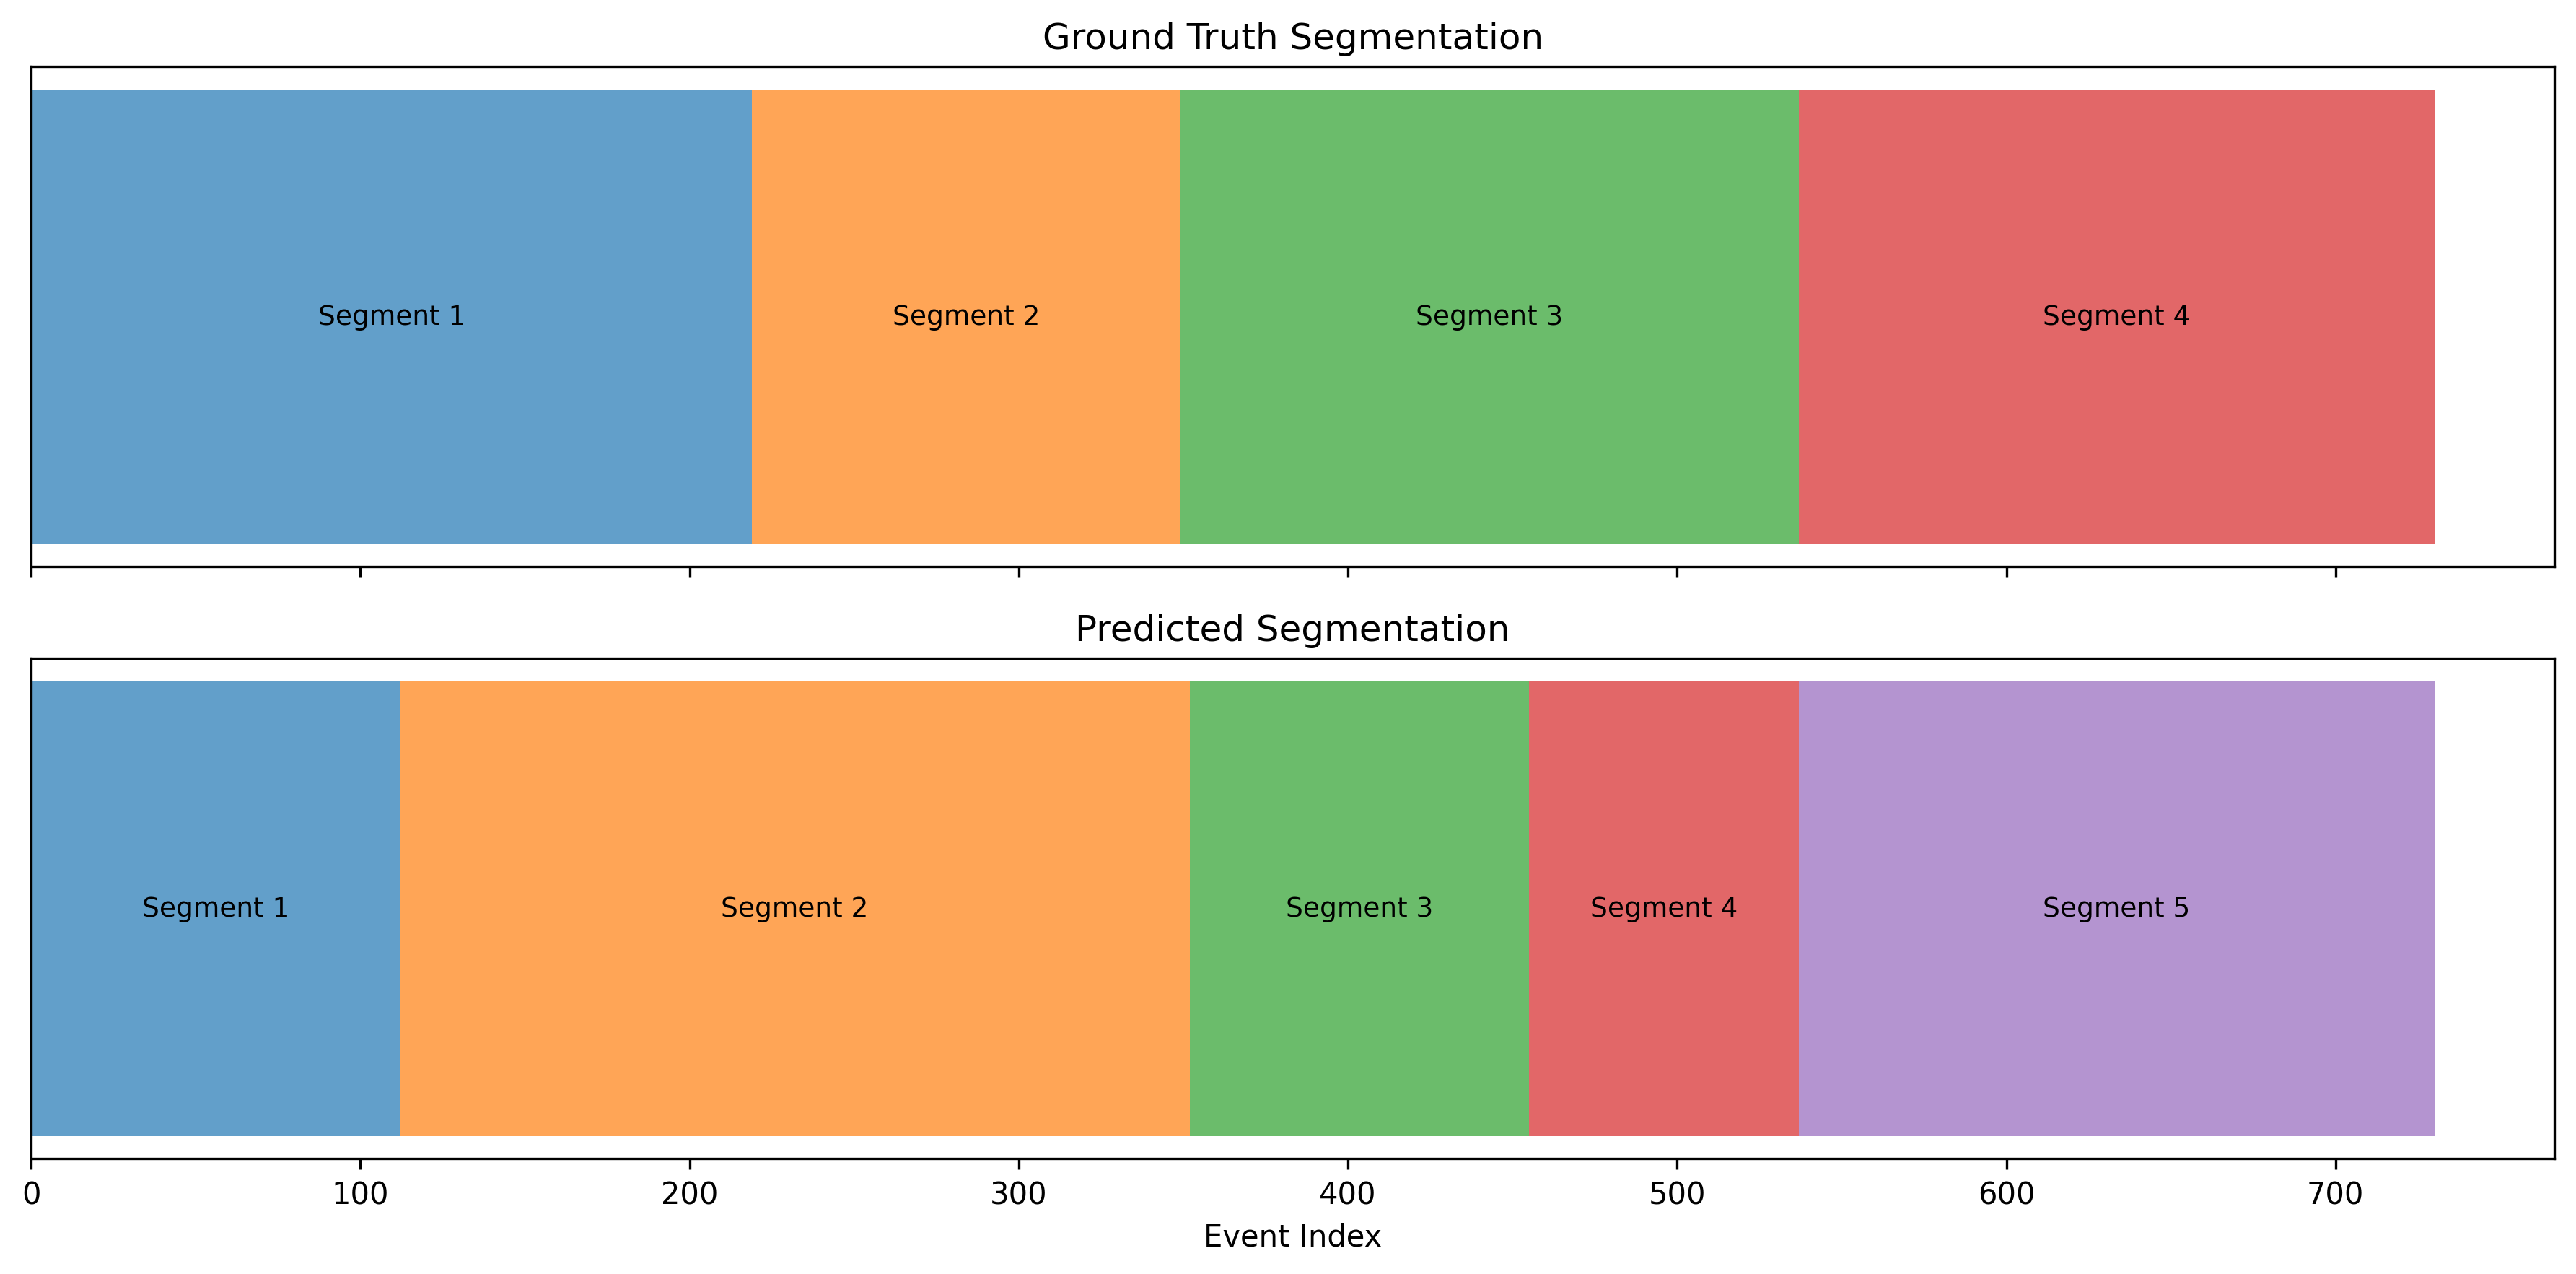 Ground Truth Segmentation
Segment 1 Segment 2 Segment 3 Segment 4
Predicted Segmentation
Segment 1 Segment 2 Segment 3 Segment 4 Segment 5
0 100 200 300 400 500 600 700
Event Index